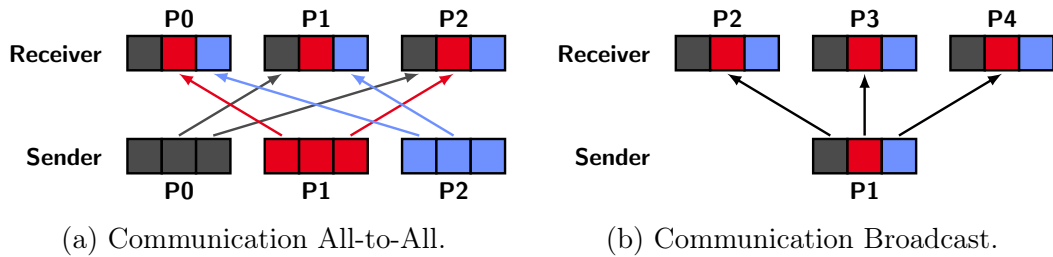 P0 P1 P2
Receiver
Sender
P0 P1 P2
(a) Communication All-to-All.
P2 P3 P4
Receiver
Sender
P1
(b) Communication Broadcast.